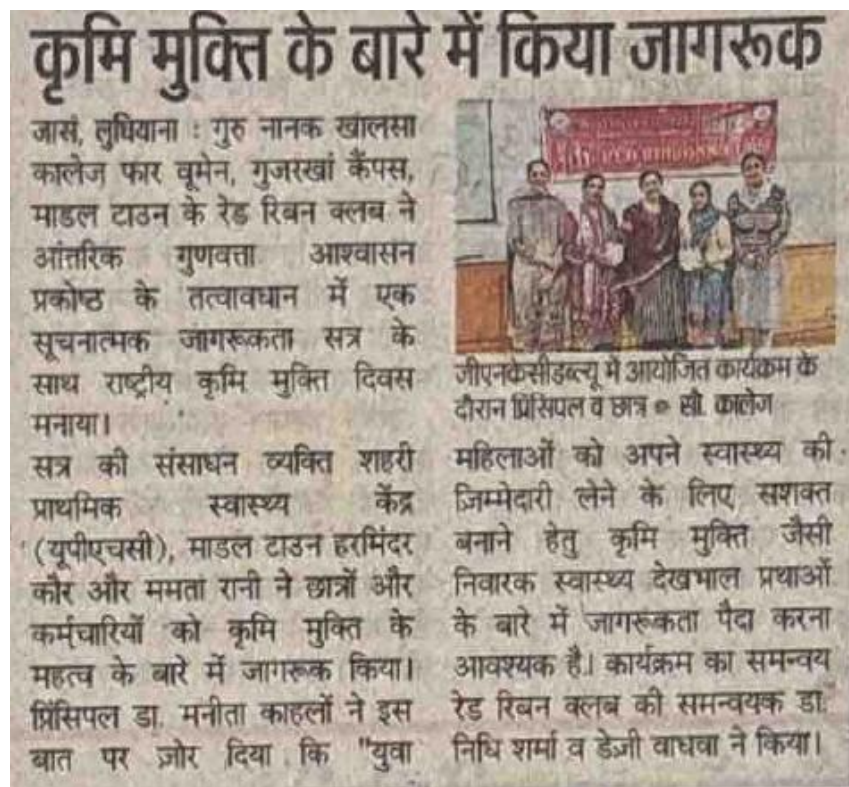 कृमि मुक्ति के बारे में किया जागरूक
जासं, लुधियाना : गुरु नानक खालसा
कालेज फार वूमेन, गुजरखां कैंपस,
माडल टाउन के रेड रिबन क्लब ने
आंतरिक गुणवत्ता आश्वासन
प्रकोष्ठ के तत्वावधान में एक
सूचनात्मक जागरूकता सत्र के
साथ राष्ट्रीय कृमि मुक्ति दिवस
मनाया।
सत्र की संसाधन व्यक्ति शहरी
प्राथमिक स्वास्थ्य केंद्र
(यूपीएचसी), माडल टाउन हरमिंदर
कौर और ममता रानी ने छात्रों और
कर्मचारियों को कृमि मुक्ति के
महत्व के बारे में जागरूक किया।
प्रिंसिपल डा. मनीता काहलों ने इस
बात पर ज़ोर दिया कि "युवा
जीएनकेसीडब्ल्यू में आयोजित कार्यक्रम के
दौरान प्रिंसिपल व छात्र ● सौ. कालेज
महिलाओं को अपने स्वास्थ्य की
ज़िम्मेदारी लेने के लिए सशक्त
बनाने हेतु कृमि मुक्ति जैसी
निवारक स्वास्थ्य देखभाल प्रथाओं
के बारे में जागरूकता पैदा करना
आवश्यक है। कार्यक्रम का समन्वय
रेड रिबन क्लब की समन्वयक डा.
निधि शर्मा व डेज़ी वाधवा ने किया।